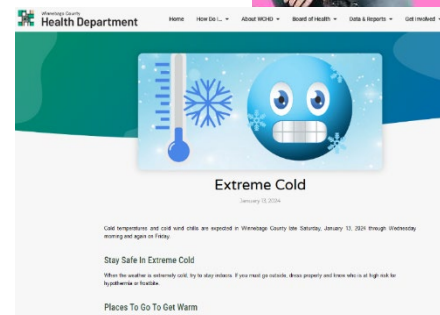 Winnebago County
Health Department
Home How Do I... About WCHD Board of Health Data & Reports Get Involved
Extreme Cold
January 13, 2024
Cold temperatures and cold wind chills are expected in Winnebago County late Saturday, January 13, 2024 through Wednesday
morning and again on Friday.
Stay Safe In Extreme Cold
When the weather is extremely cold, try to stay indoors. If you must go outside, dress properly and know who is at high risk for
hypothermia or frostbite.
Places To Go To Get Warm